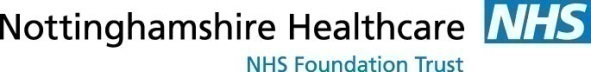 Nottinghamshire Healthcare NHS
NHS Foundation Trust